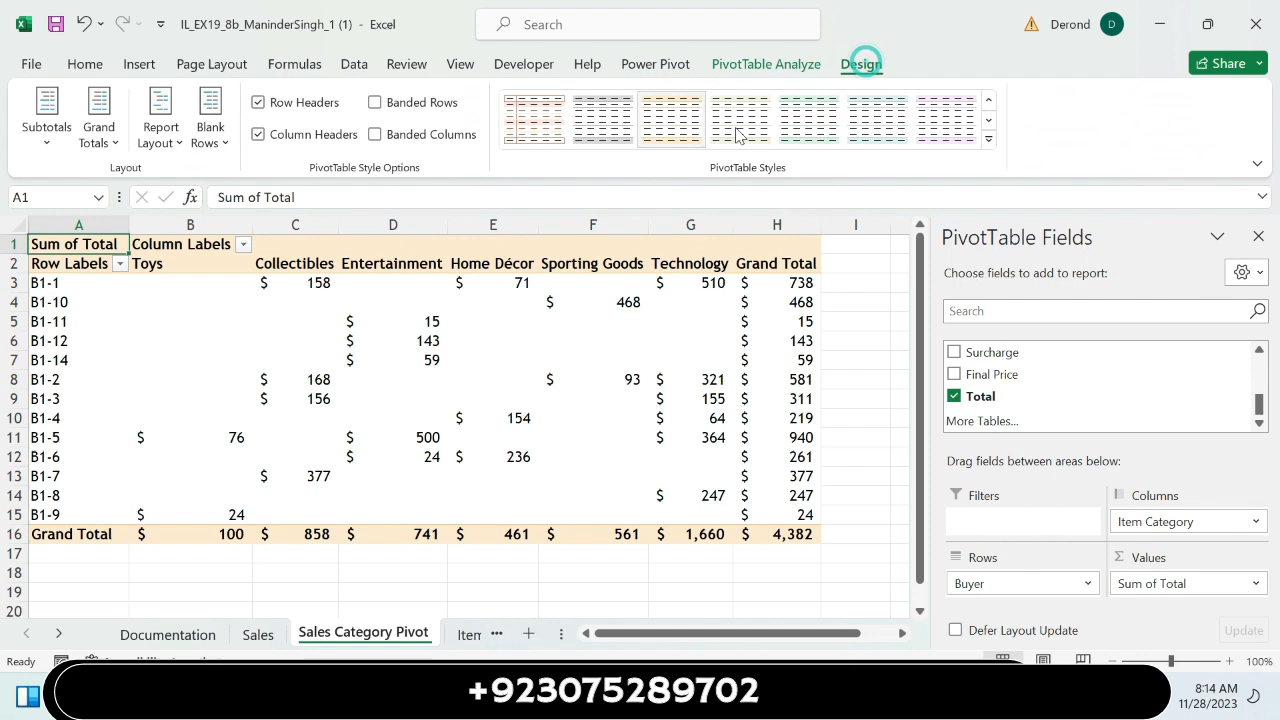 IL_EX19_8b_ManinderSingh_1 (1) - Excel
Search
Derond
D
File Home Insert Page Layout Formulas Data Review View Developer Help Power Pivot PivotTable Analyze Design
Share
Subtotals
Grand Totals
Report Layout
Blank Rows
Row Headers
Banded Rows
Column Headers
Banded Columns
Layout
PivotTable Style Options
PivotTable Styles
A1
fx
Sum of Total
A B C D E F G H I
1 Sum of Total Column Labels
2 Row Labels Toys Collectibles Entertainment Home Décor Sporting Goods Technology Grand Total
3 B1-1 $ 158 $ 71 $ 510 $ 738
4 B1-10 $ 468 $ 468
5 B1-11 $ 15 $ 15
6 B1-12 $ 143 $ 143
7 B1-14 $ 59 $ 59
8 B1-2 $ 168 $ 93 $ 321 $ 581
9 B1-3 $ 156 $ 155 $ 311
10 B1-4 $ 154 $ 64 $ 219
11 B1-5 $ 76 $ 500 $ 364 $ 940
12 B1-6 $ 24 $ 236 $ 261
13 B1-7 $ 377 $ 377
14 B1-8 $ 247 $ 247
15 B1-9 $ 24 $ 24
16 Grand Total $ 100 $ 858 $ 741 $ 461 $ 561 $ 1,660 $ 4,382
17
18
19
20
PivotTable Fields
Choose fields to add to report:
Search
Surcharge
Final Price
Total
More Tables...
Drag fields between areas below:
Filters
Columns
Item Category
Rows
Values
Buyer
Sum of Total
Defer Layout Update
Update
Documentation Sales Sales Category Pivot Item
Ready
100%
+923075289702
8:14 AM
11/28/2023